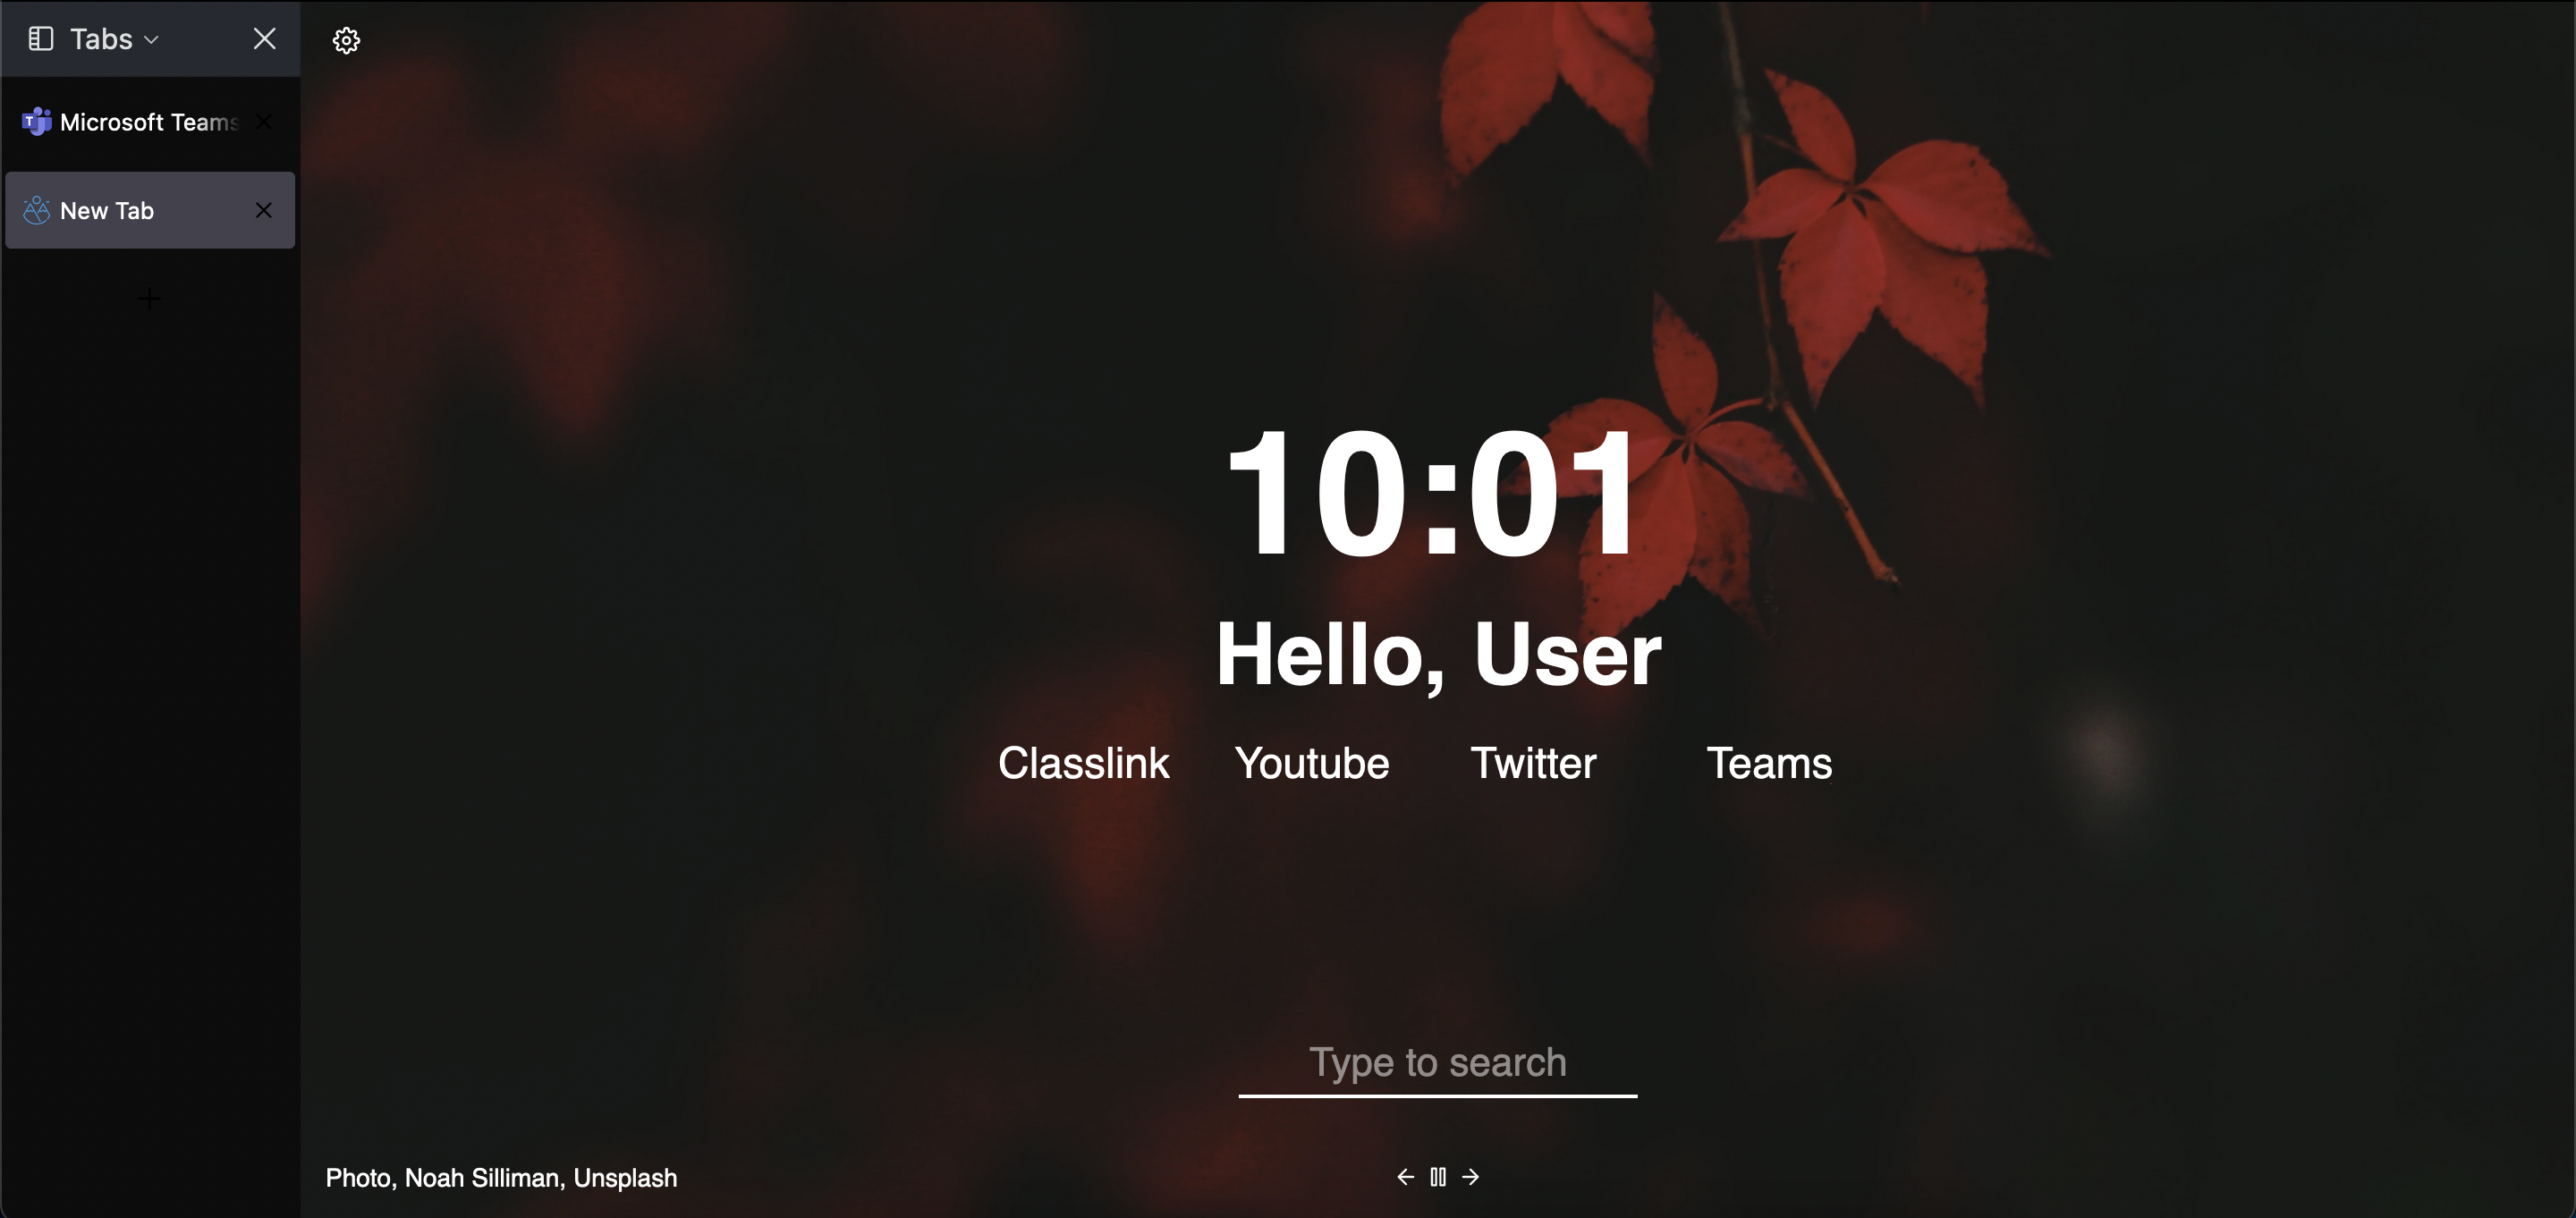 Tabs
Microsoft Teams
New Tab
10:01
Hello, User
Classlink Youtube Twitter Teams
Type to search
Photo, Noah Silliman, Unsplash